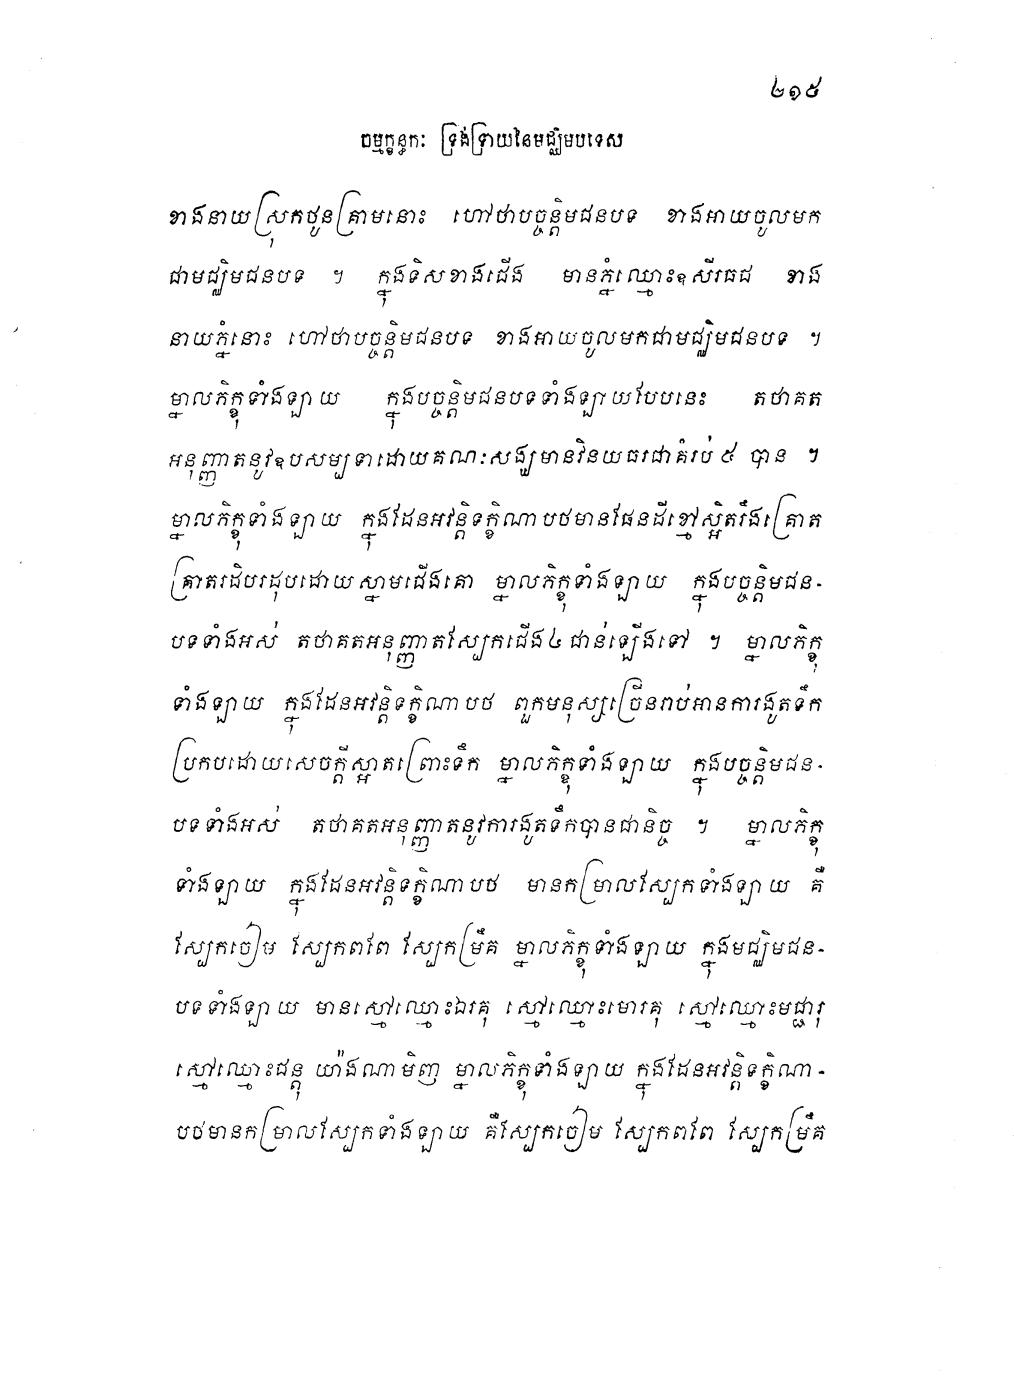 ២១៥
ចម្មក្ខន្ធកៈ ទ្រង់ទ្រាយនៃមជ្ឈិមបទេស
ខាងនាយស្រុកថូនគ្រាមនោះ ហៅថាបច្ចន្តិមជនបទ ខាងអាយចូលមក
ជាមជ្ឈិមជនបទ ។ ក្នុងទិសខាងជើង មានភ្នំឈ្មោះឧសីរធជ ខាង
នាយភ្នំនោះ ហៅថាបច្ចន្តិមជនបទ ខាងអាយចូលមកជាមជ្ឈិមជនបទ ។
ម្នាលភិក្ខុទាំងឡាយ ក្នុងបច្ចន្តិមជនបទទាំងឡាយបែបនេះ តថាគត
អនុញ្ញាតនូវឧបសម្បទាដោយគណៈសង្ឃមានវិនយធរជាគំរប់ ៥ បាន ។
ម្នាលភិក្ខុទាំងឡាយ ក្នុងដែនអវន្តិទក្ខិណាបថមានផែនដីខ្មៅស្អិតរឹងគ្រោត
គ្រាតរដិបរដុបដោយស្នាមជើងគោ ម្នាលភិក្ខុទាំងឡាយ ក្នុងបច្ចន្តិមជន-
បទទាំងអស់ តថាគតអនុញ្ញាតស្បែកជើង ៤ ជាន់ឡើងទៅ ។ ម្នាលភិក្ខុ
ទាំងឡាយ ក្នុងដែនអវន្តិទក្ខិណាបថ ពួកមនុស្សច្រើនរាប់អានការងូតទឹក
ប្រកបដោយសេចក្តីស្អាតព្រោះទឹក ម្នាលភិក្ខុទាំងឡាយ ក្នុងបច្ចន្តិមជន-
បទទាំងអស់ តថាគតអនុញ្ញាតនូវការងូតទឹកបានជានិច្ច ។ ម្នាលភិក្ខុ
ទាំងឡាយ ក្នុងដែនអវន្តិទក្ខិណាបថ មានកម្រាលស្បែកទាំងឡាយ គឺ
ស្បែកចៀម ស្បែកពពែ ស្បែកម្រឹគ ម្នាលភិក្ខុទាំងឡាយ ក្នុងមជ្ឈិមជន-
បទទាំងឡាយ មានស្មៅឈ្មោះឯរគុ ស្មៅឈ្មោះមោរគុ ស្មៅឈ្មោះមជ្ជារុ
ស្មៅឈ្មោះជន្តុ យ៉ាងណាមិញ ម្នាលភិក្ខុទាំងឡាយ ក្នុងដែនអវន្តិទក្ខិណា-
បថមានកម្រាលស្បែកទាំងឡាយ គឺស្បែកចៀម ស្បែកពពែ ស្បែកម្រឹគ